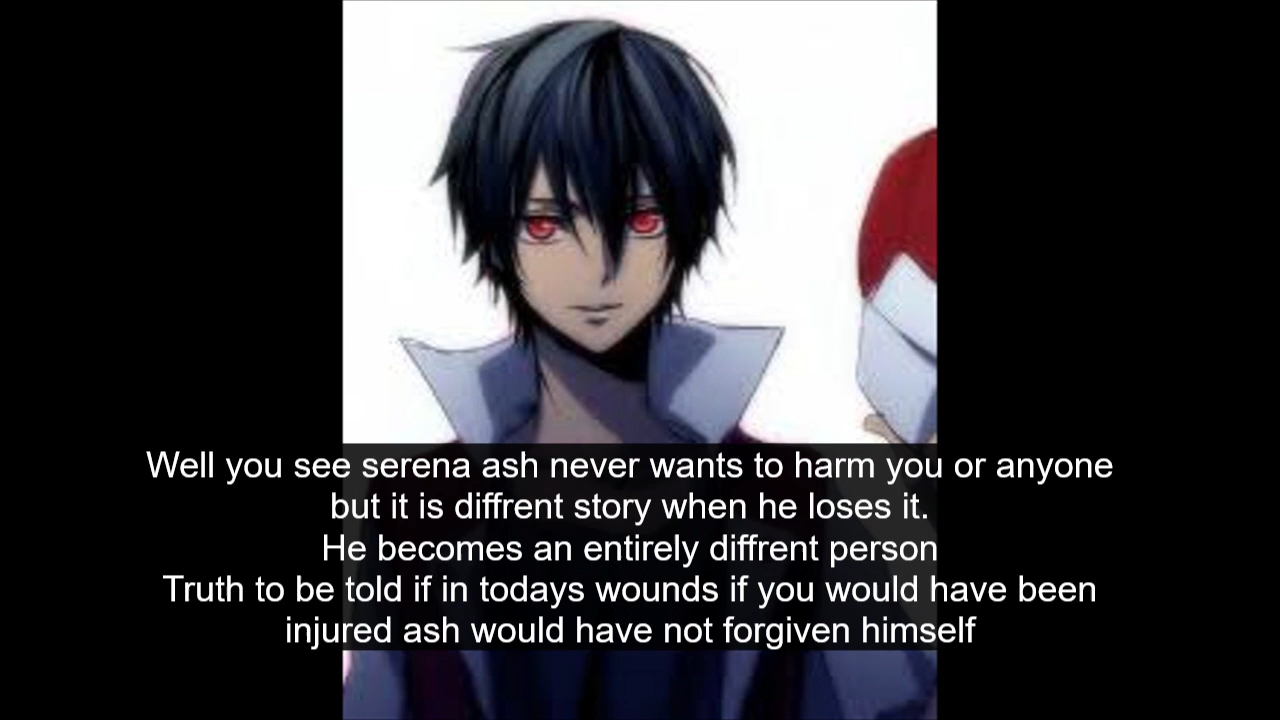 Well you see serena ash never wants to harm you or anyone
but it is diffrent story when he loses it.
He becomes an entirely diffrent person
Truth to be told if in todays wounds if you would have been
injured ash would have not forgiven himself